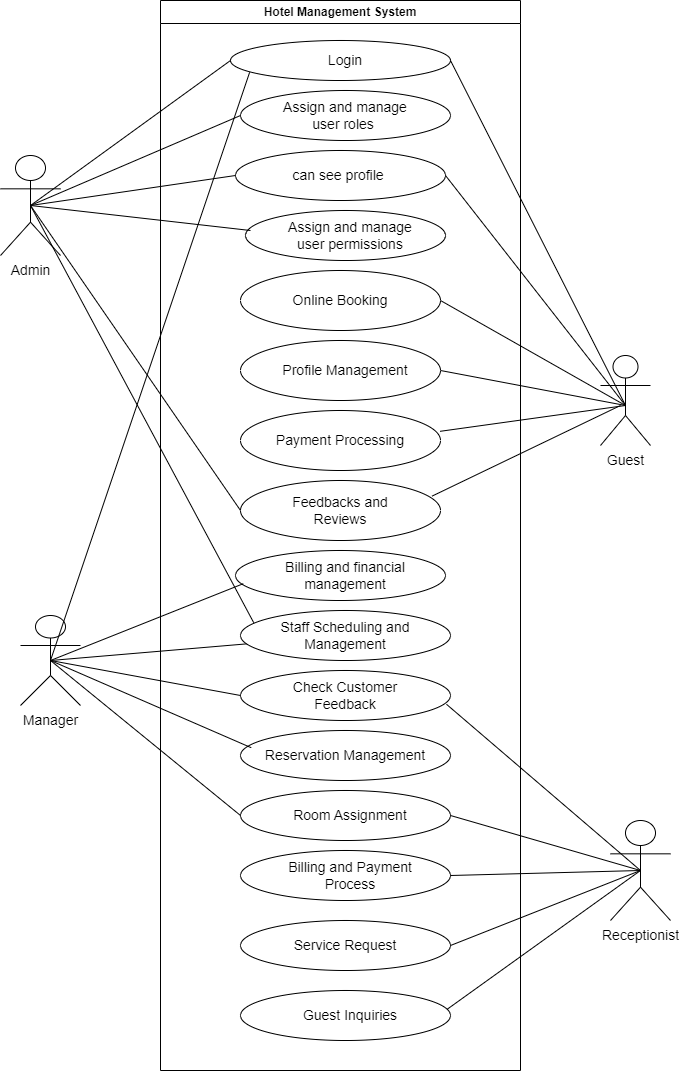 Hotel Management System
Login
Assign and manage
user roles
can see profile
Assign and manage
user permissions
Admin
Online Booking
Profile Management
Payment Processing
Guest
Feedbacks and
Reviews
Billing and financial
management
Staff Scheduling and
Management
Check Customer
Feedback
Manager
Reservation Management
Room Assignment
Billing and Payment
Process
Receptionist
Service Request
Guest Inquiries